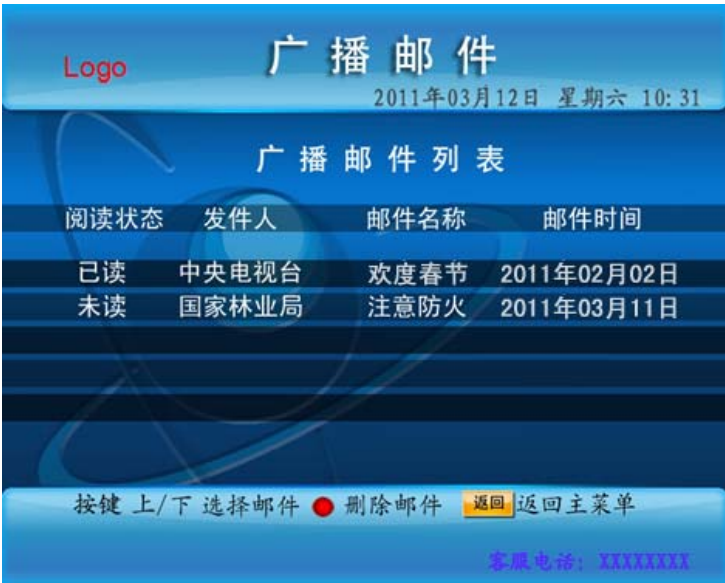 Logo
广播邮件
2011年03月12日 星期六 10:31
广播邮件列表
阅读状态 发件人 邮件名称 邮件时间
已读 中央电视台 欢度春节 2011年02月02日
未读 国家林业局 注意防火 2011年03月11日
按键 上/下 选择邮件 删除邮件 返回 返回主菜单
客服电话: XXXXXXXX